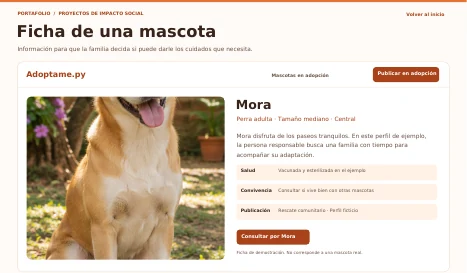 PORTAFOLIO / PROYECTOS DE IMPACTO SOCIAL
Volver al inicio
Ficha de una mascota
Información para que la familia decida si puede darle los cuidados que necesita.
Adoptame.py
Mascotas en adopción
Publicar en adopción
Mora
Perra adulta · Tamaño mediano · Central
Mora disfruta de los paseos tranquilos. En este perfil de ejemplo,
la persona responsable busca una familia con tiempo para
acompañar su adaptación.
Salud Vacunada y esterilizada en el ejemplo
Convivencia Consultar si vive bien con otras mascotas
Publicación Rescate comunitario · Perfil ficticio
Consultar por Mora
Ficha de demostración. No corresponde a una mascota real.